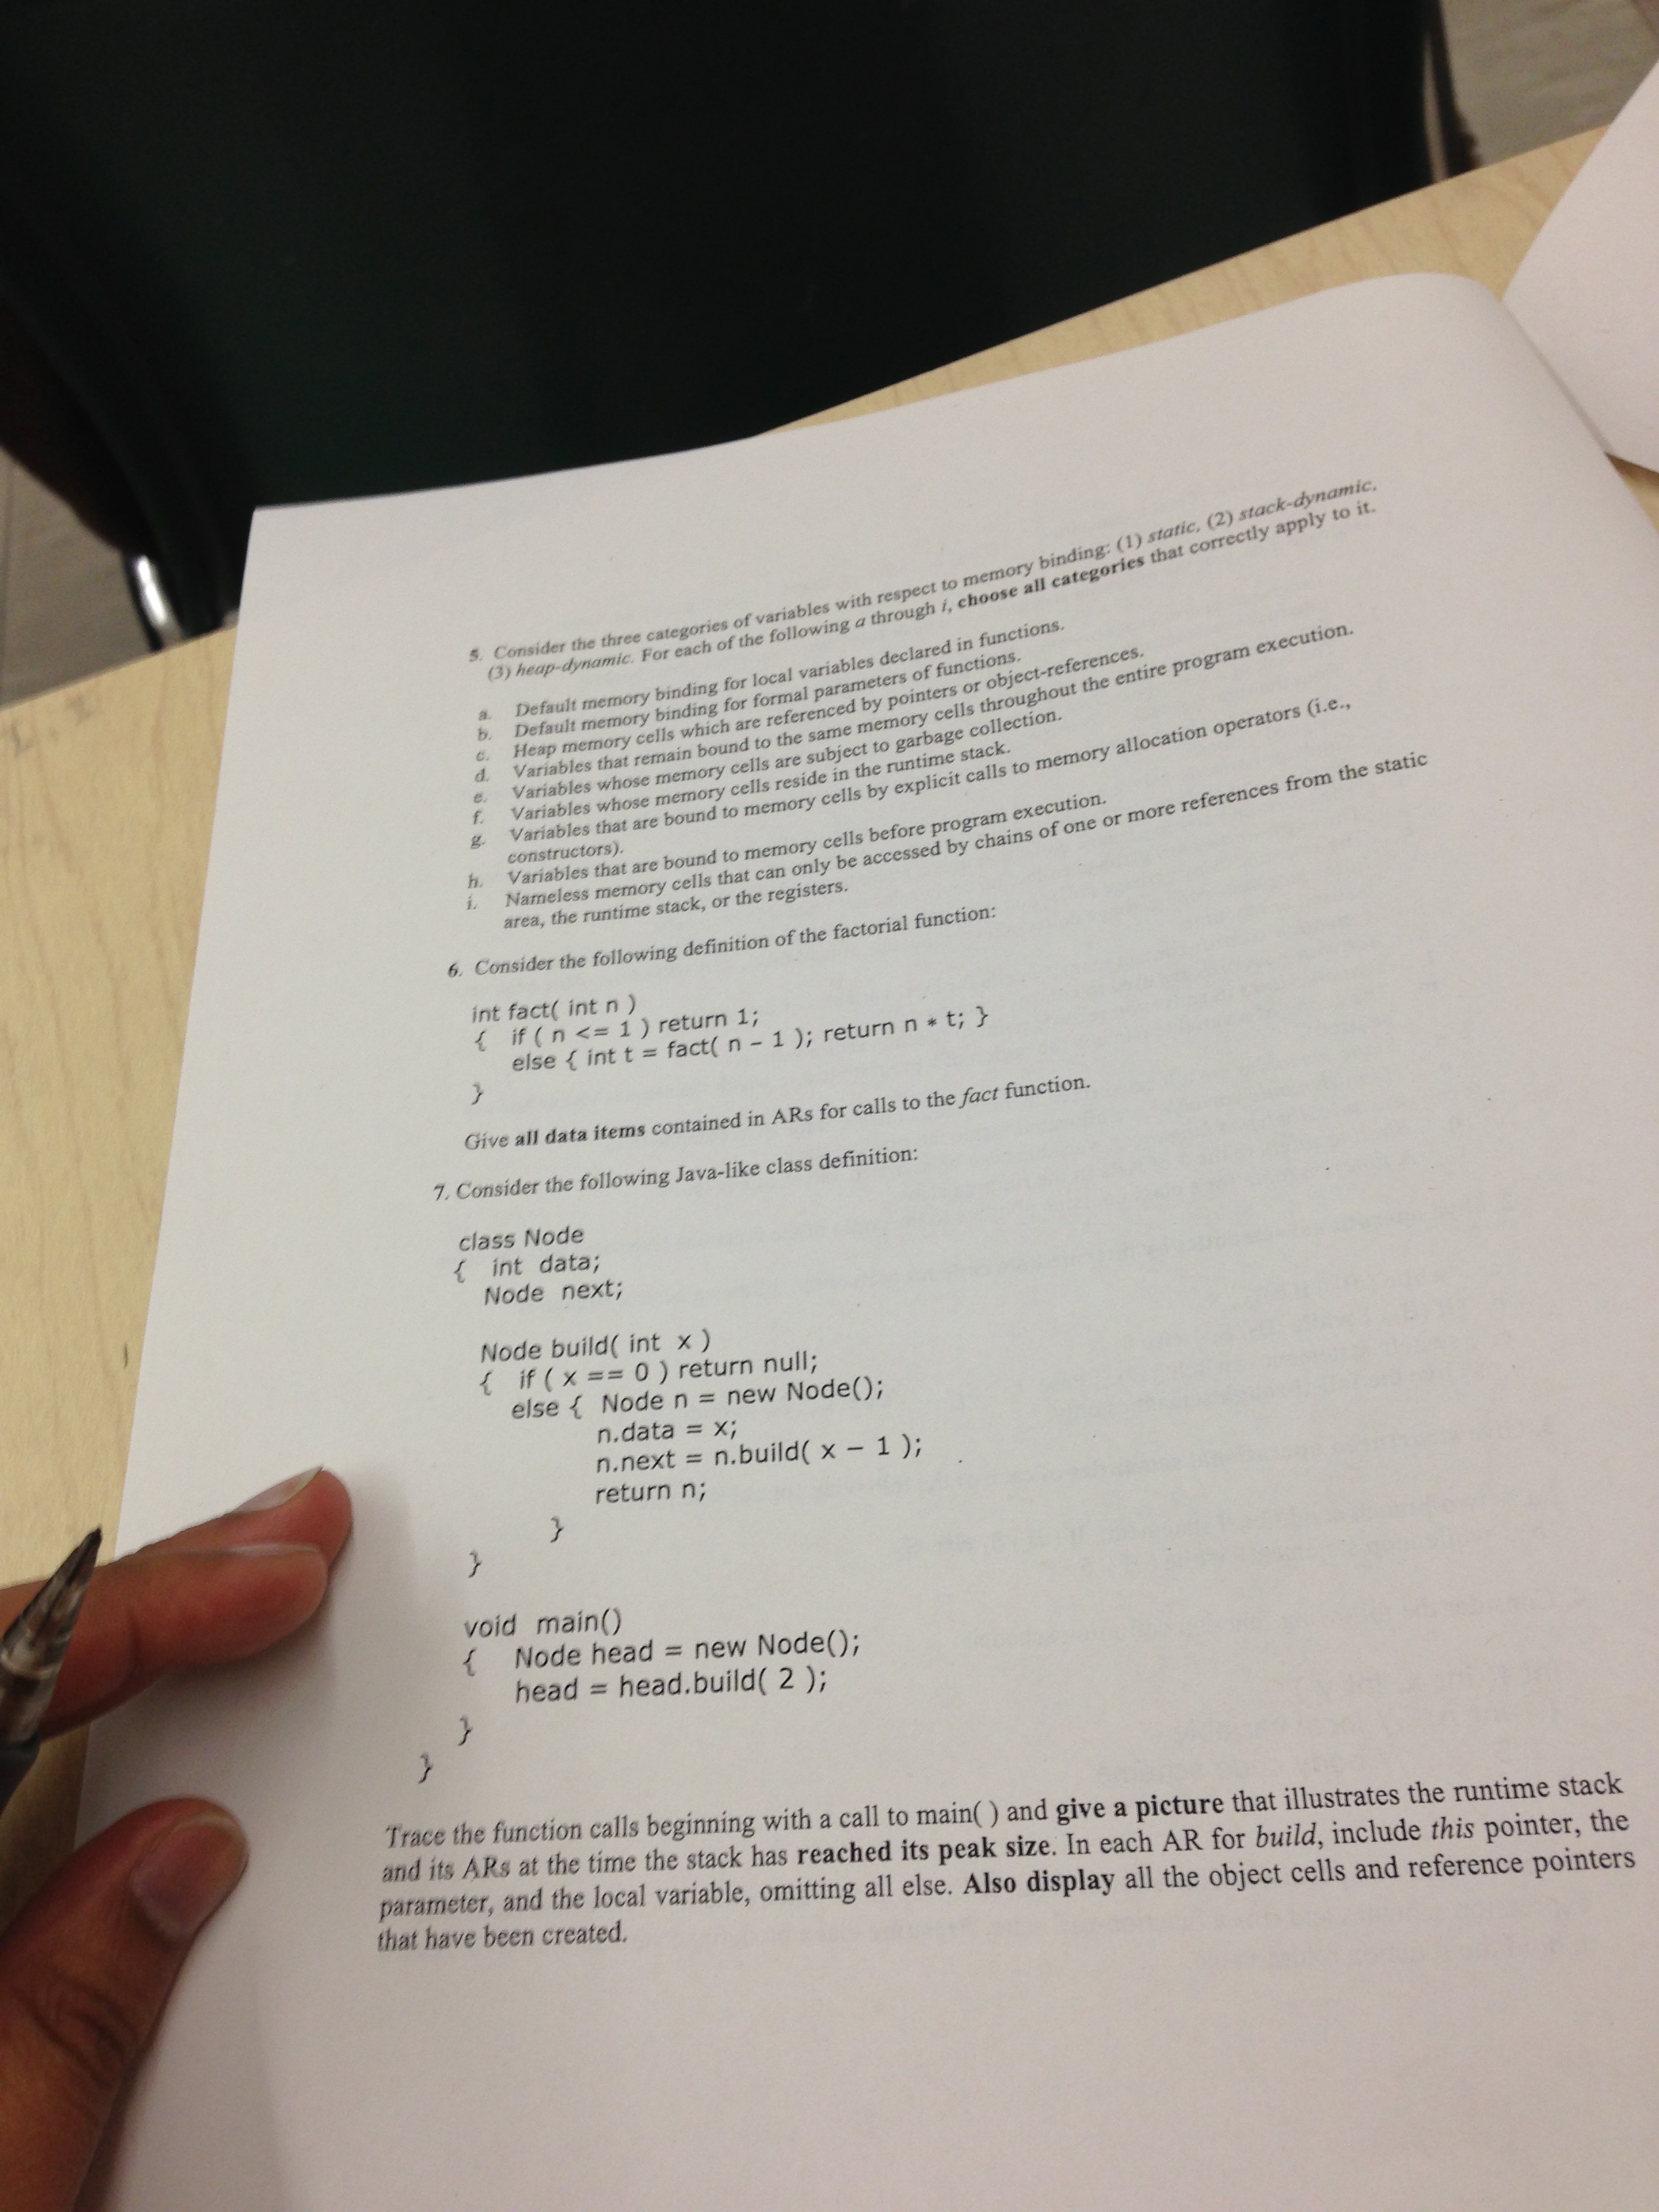 5. Consider the three categories of variables with respect to memory binding: (1) static, (2) stack-dynamic,
(3) heap-dynamic. For each of the following a through i, choose all categories that correctly apply to it.
a. Default memory binding for local variables declared in functions.
b. Default memory binding for formal parameters of functions.
c. Heap memory cells which are referenced by pointers or object-references.
d. Variables that remain bound to the same memory cells throughout the entire program execution.
e. Variables whose memory cells are subject to garbage collection.
f. Variables whose memory cells reside in the runtime stack.
g. Variables that are bound to memory cells by explicit calls to memory allocation operators (i.e.,
constructors).
h. Variables that are bound to memory cells before program execution.
i. Nameless memory cells that can only be accessed by chains of one or more references from the static
area, the runtime stack, or the registers.
6. Consider the following definition of the factorial function:
int fact( int n )
{ if ( n <= 1 ) return 1;
else { int t = fact( n – 1 ); return n * t; }
}
Give all data items contained in ARs for calls to the fact function.
7. Consider the following Java-like class definition:
class Node
{ int data;
Node next;
Node build( int x )
{ if ( x == 0 ) return null;
else { Node n = new Node();
n.data = x;
n.next = n.build( x – 1 );
return n;
}
}
void main()
{ Node head = new Node();
head = head.build( 2 );
}
}
Trace the function calls beginning with a call to main( ) and give a picture that illustrates the runtime stack
and its ARs at the time the stack has reached its peak size. In each AR for build, include this pointer, the
parameter, and the local variable, omitting all else. Also display all the object cells and reference pointers
that have been created.